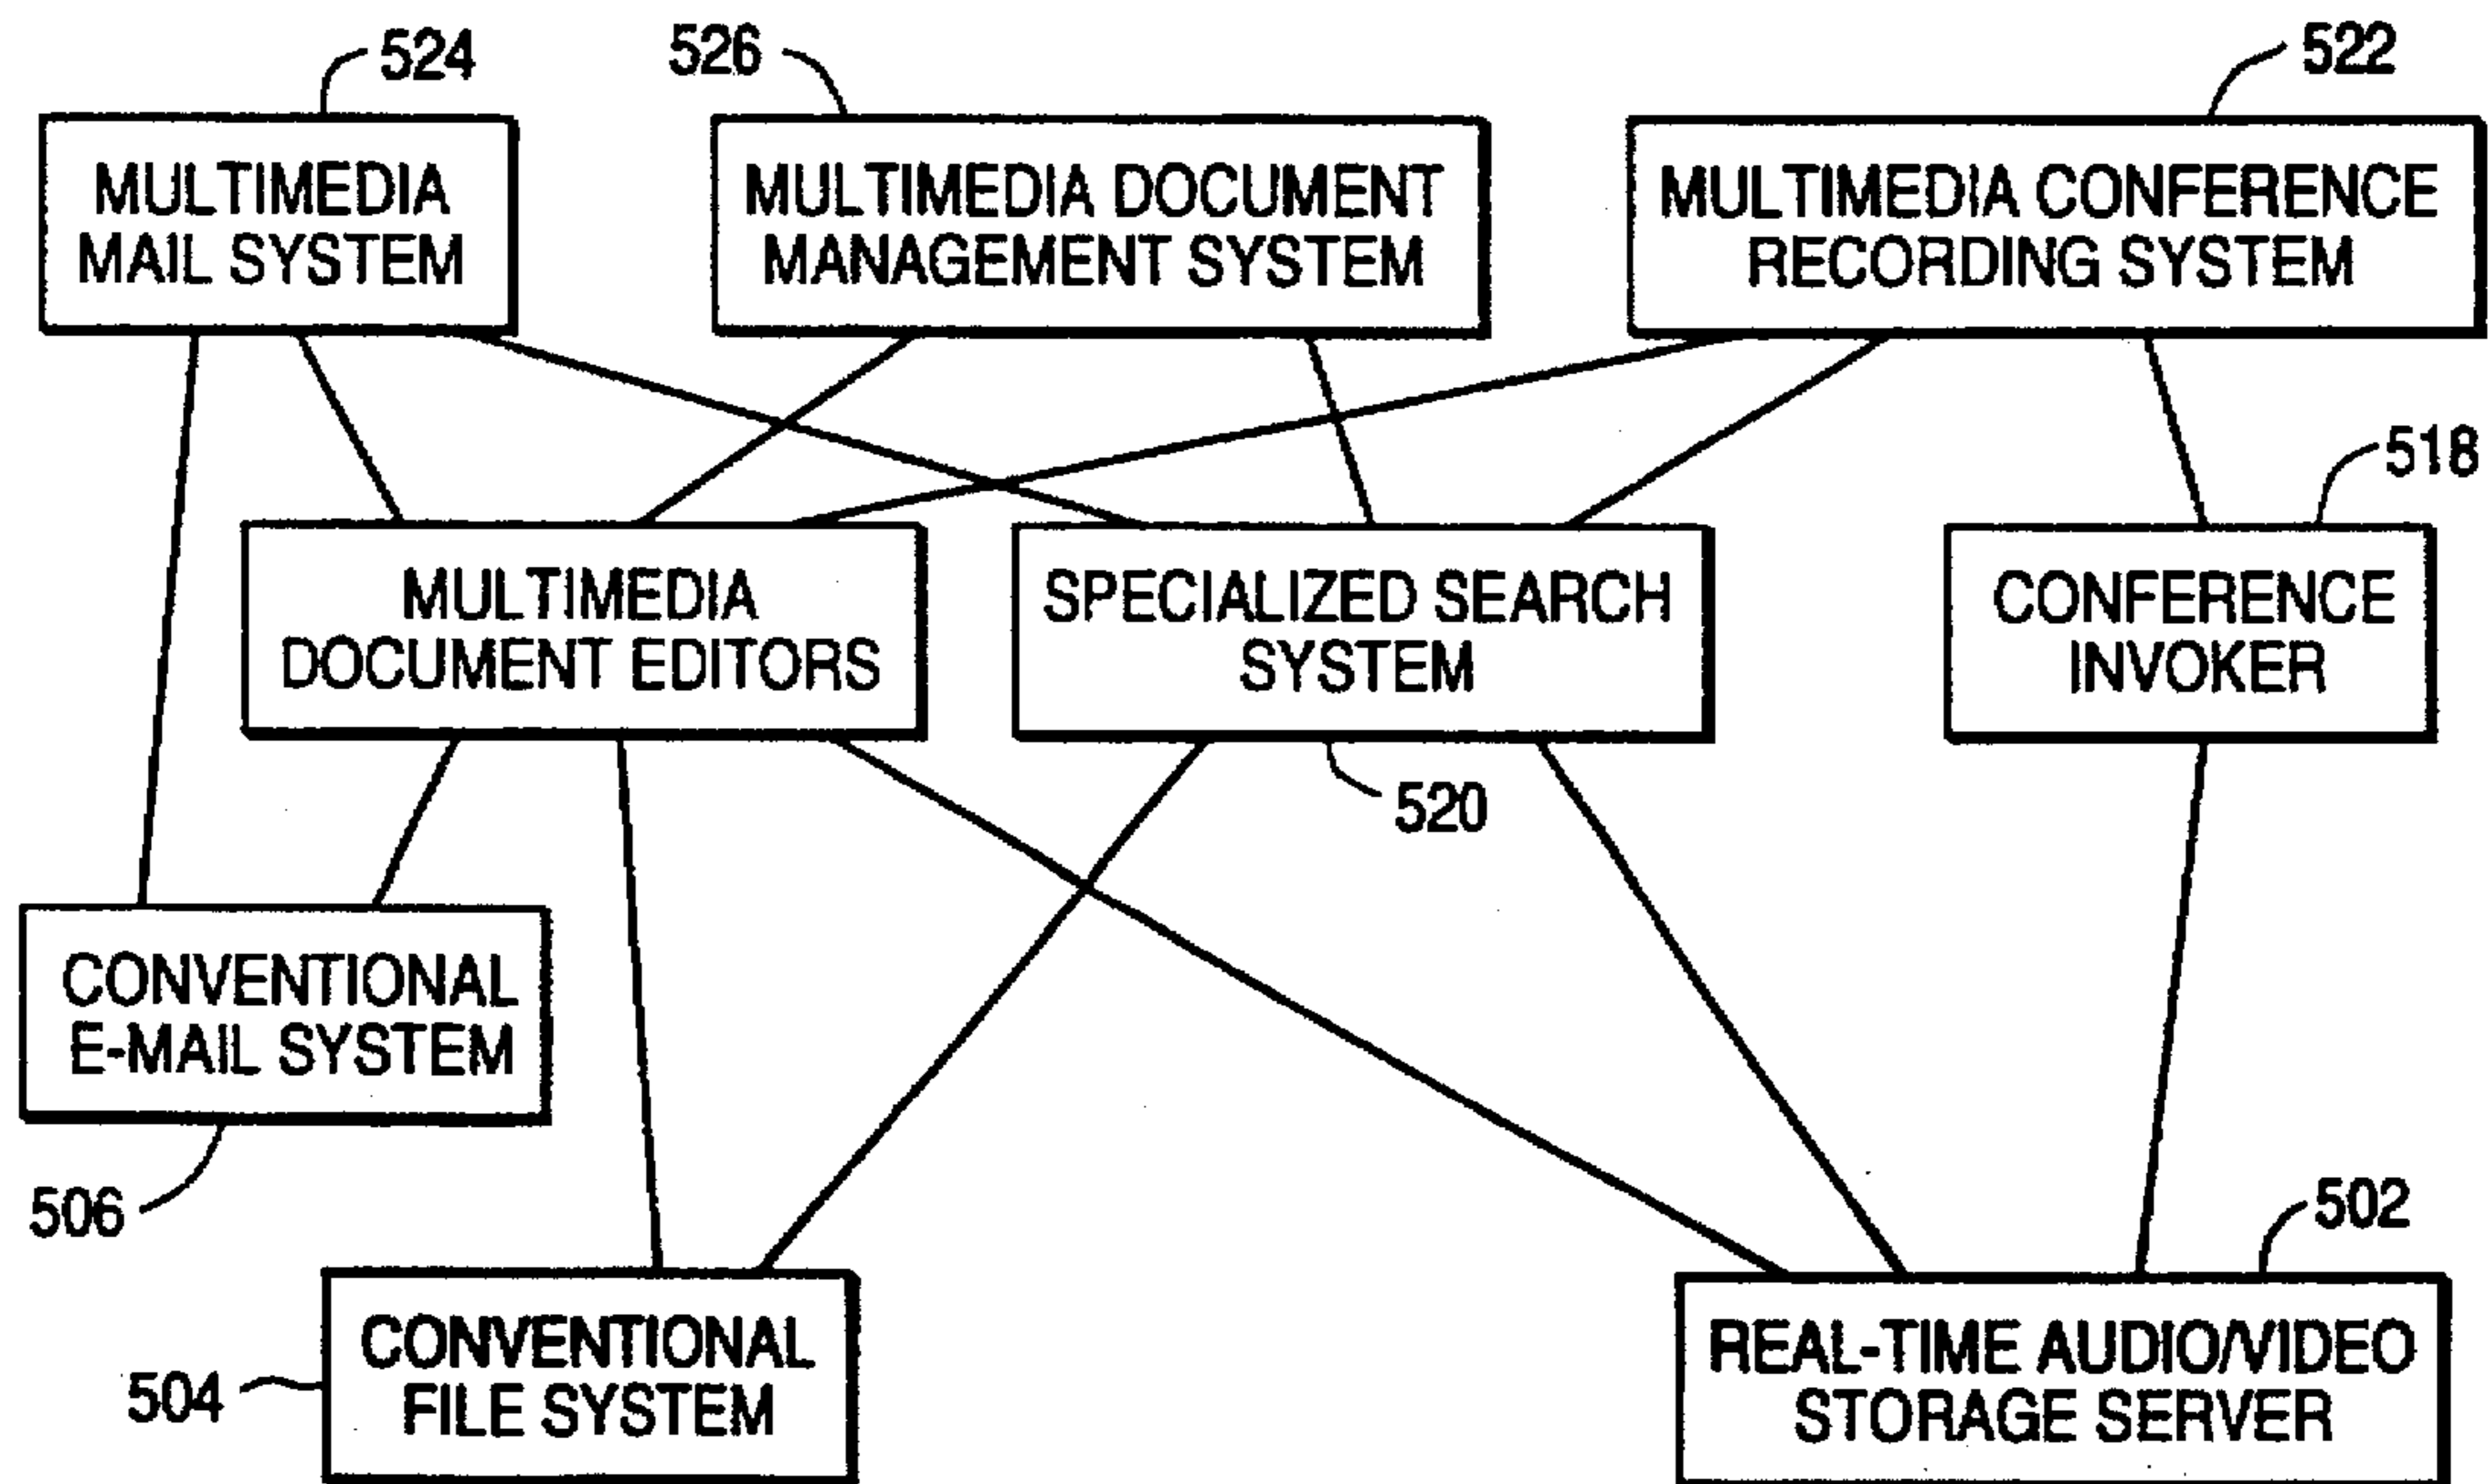 524
526
522
MULTIMEDIA
MAIL SYSTEM
MULTIMEDIA DOCUMENT
MANAGEMENT SYSTEM
MULTIMEDIA CONFERENCE
RECORDING SYSTEM
518
MULTIMEDIA
DOCUMENT EDITORS
SPECIALIZED SEARCH
SYSTEM
CONFERENCE
INVOKER
520
CONVENTIONAL
E-MAIL SYSTEM
506
502
504
CONVENTIONAL
FILE SYSTEM
REAL-TIME AUDIO/VIDEO
STORAGE SERVER